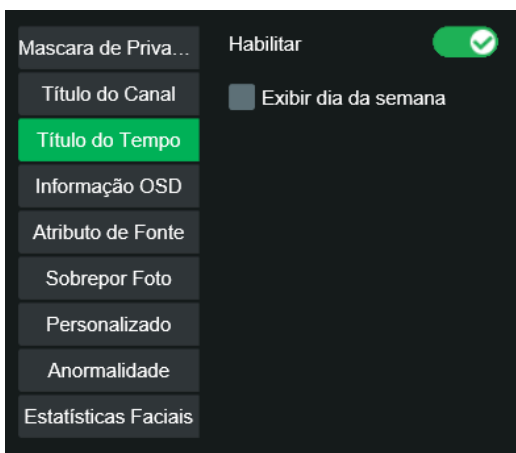 Mascara de Priva...
Habilitar
Título do Canal
Exibir dia da semana
Título do Tempo
Informação OSD
Atributo de Fonte
Sobrepor Foto
Personalizado
Anormalidade
Estatísticas Faciais